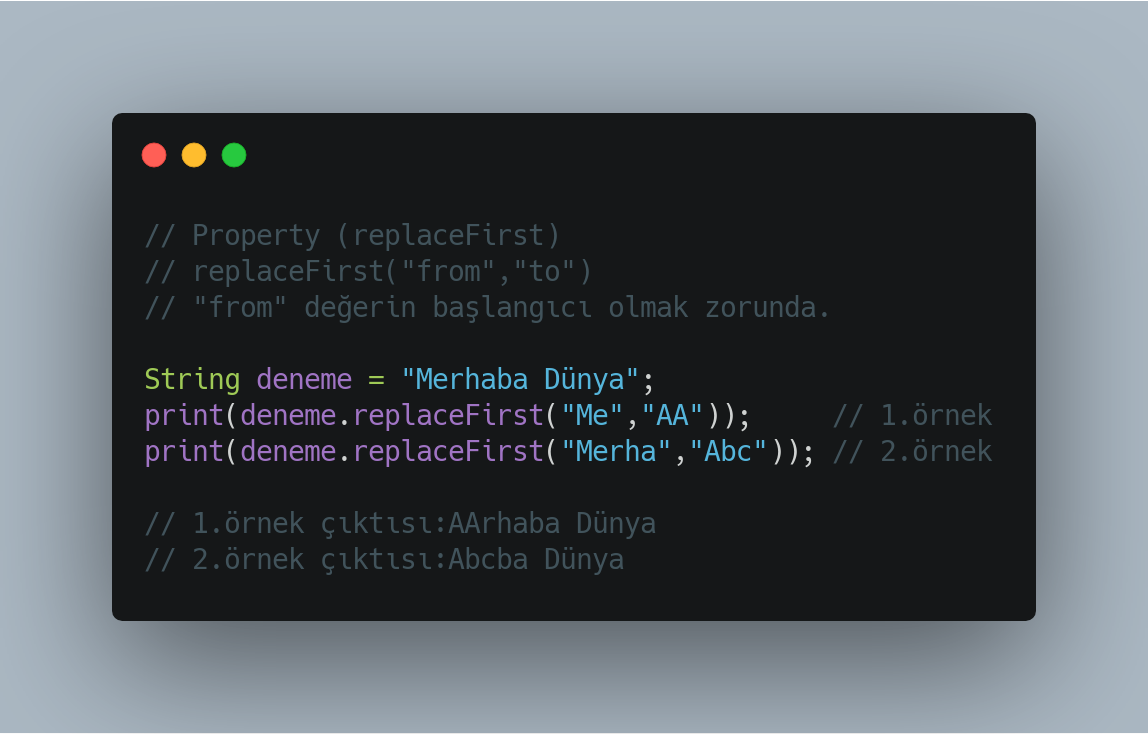 // Property (replaceFirst)
// replaceFirst("from","to")
// "from" değerin başlangıcı olmak zorunda.
String deneme = "Merhaba Dünya";
print(deneme.replaceFirst("Me","AA"));     // 1.örnek
print(deneme.replaceFirst("Merha","Abc")); // 2.örnek
// 1.örnek çıktısı:AArhaba Dünya
// 2.örnek çıktısı:Abcba Dünya